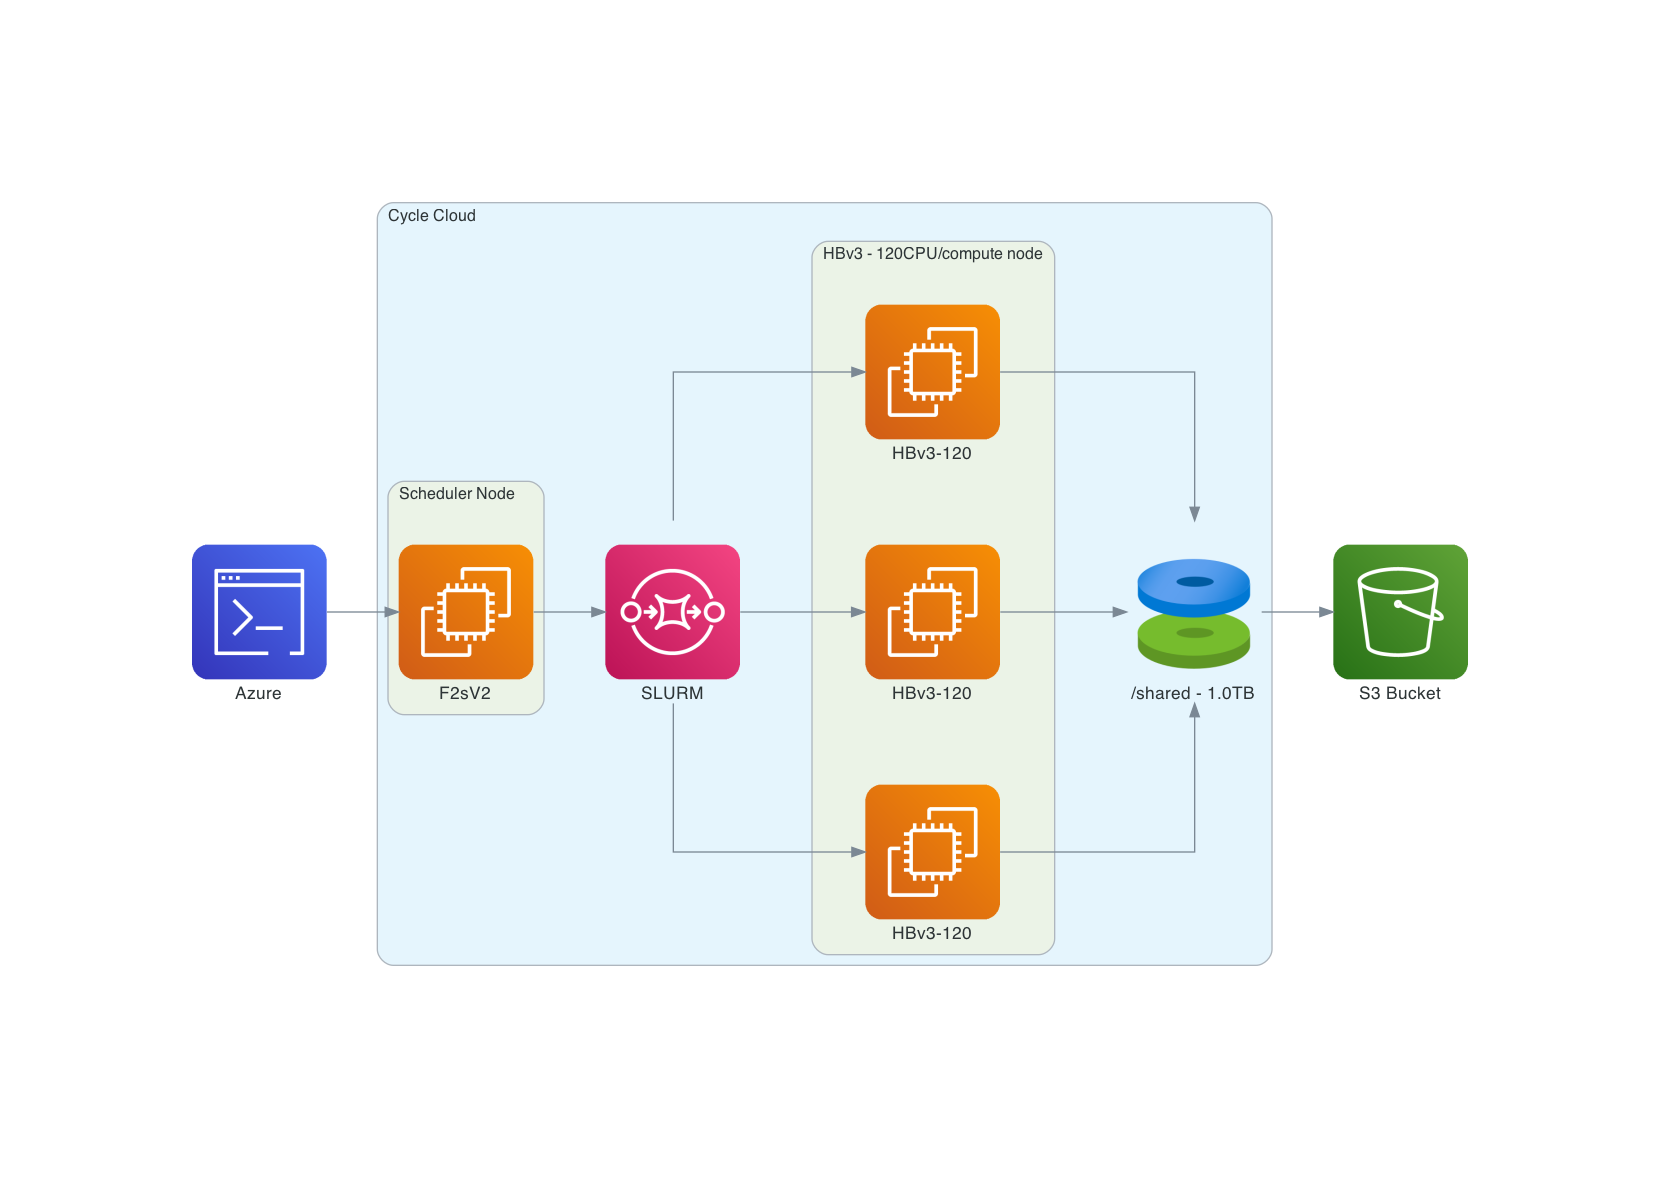 Cycle Cloud
HBv3 - 120CPU/compute node
HBv3-120
Scheduler Node
Azure
F2sV2
SLURM
HBv3-120
/shared - 1.0TB
S3 Bucket
HBv3-120